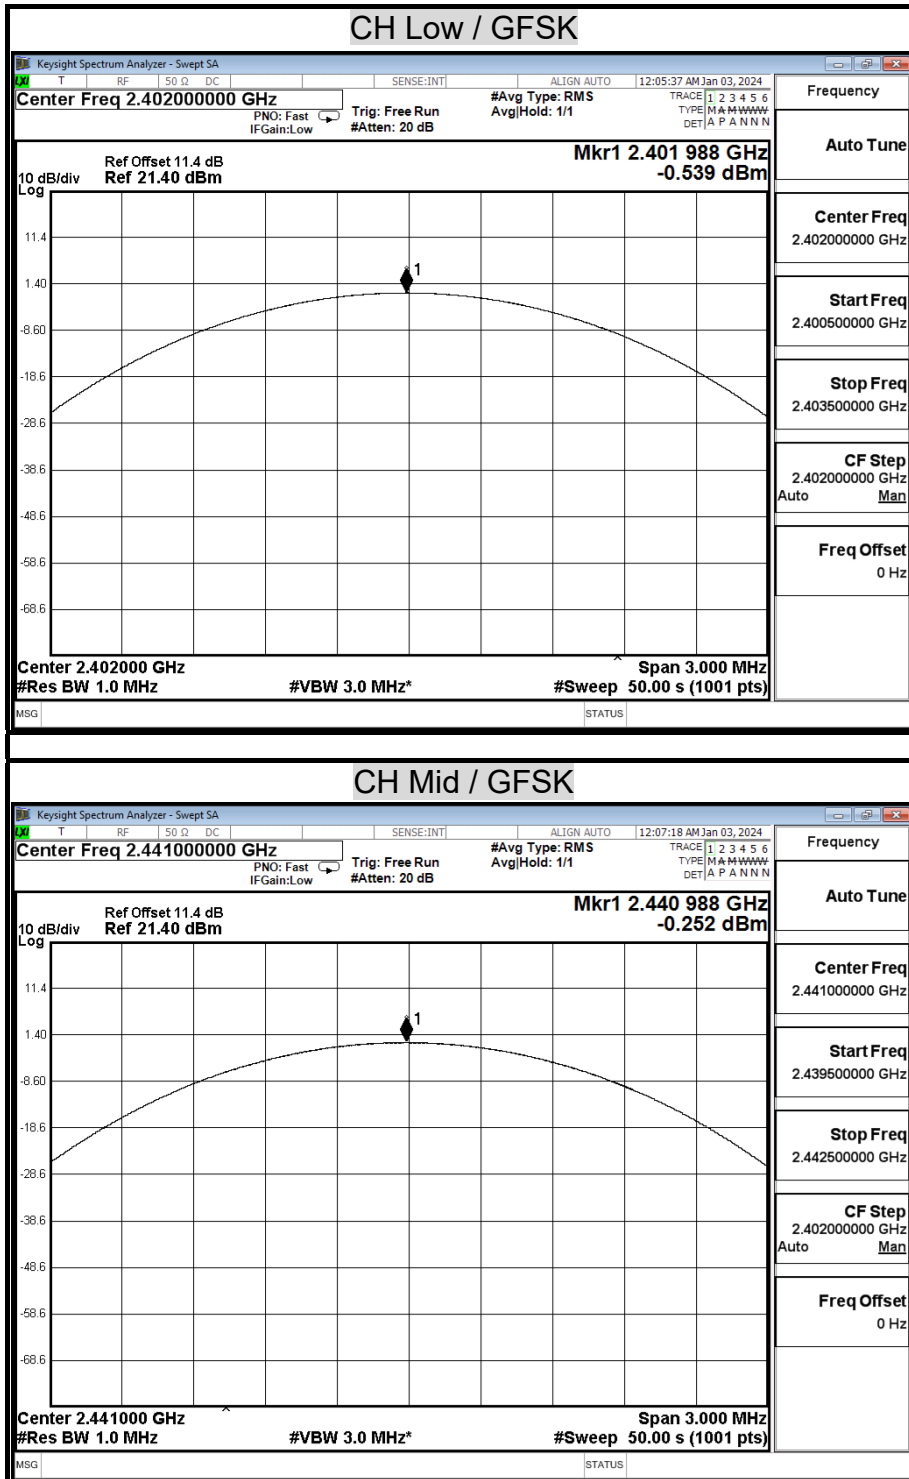 CH Low / GFSK
Keysight Spectrum Analyzer - Swept SA
LXI T RF 50 Ω DC SENSE:INT ALIGN AUTO 12:05:37 AM Jan 03, 2024
Center Freq 2.402000000 GHz #Avg Type: RMS TRACE 1 2 3 4 5 6
PNO: Fast Trig: Free Run Avg|Hold: 1/1 TYPE M A M W W W
IFGain:Low #Atten: 20 dB DET A P A N N N
Frequency
Auto Tune
Ref Offset 11.4 dB Mkr1 2.401 988 GHz
10 dB/div Ref 21.40 dBm -0.539 dBm
Log
11.4
1
1.40
-8.60
-18.6
-28.6
-38.6
-48.6
-58.6
-68.6
Center Freq
2.402000000 GHz
Start Freq
2.400500000 GHz
Stop Freq
2.403500000 GHz
CF Step
2.402000000 GHz
Auto Man
Freq Offset
0 Hz
Center 2.402000 GHz Span 3.000 MHz
#Res BW 1.0 MHz #VBW 3.0 MHz* #Sweep 50.00 s (1001 pts)
MSG STATUS
CH Mid / GFSK
Keysight Spectrum Analyzer - Swept SA
LXI T RF 50 Ω DC SENSE:INT ALIGN AUTO 12:07:18 AM Jan 03, 2024
Center Freq 2.441000000 GHz #Avg Type: RMS TRACE 1 2 3 4 5 6
PNO: Fast Trig: Free Run Avg|Hold: 1/1 TYPE M A M W W W
IFGain:Low #Atten: 20 dB DET A P A N N N
Frequency
Auto Tune
Ref Offset 11.4 dB Mkr1 2.440 988 GHz
10 dB/div Ref 21.40 dBm -0.252 dBm
Log
11.4
1
1.40
-8.60
-18.6
-28.6
-38.6
-48.6
-58.6
-68.6
Center Freq
2.441000000 GHz
Start Freq
2.439500000 GHz
Stop Freq
2.442500000 GHz
CF Step
2.402000000 GHz
Auto Man
Freq Offset
0 Hz
Center 2.441000 GHz Span 3.000 MHz
#Res BW 1.0 MHz #VBW 3.0 MHz* #Sweep 50.00 s (1001 pts)
MSG STATUS